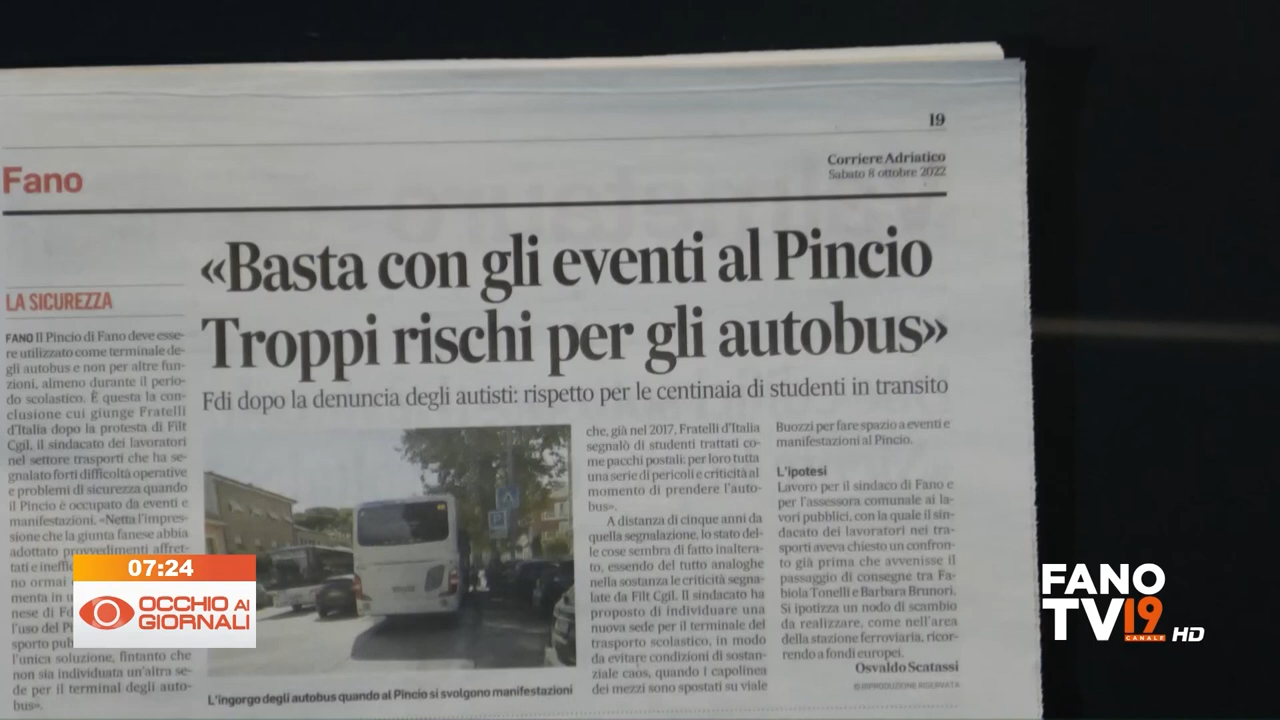 19
Corriere Adriatico
Sabato 8 ottobre 2022
Fano
«Basta con gli eventi al Pincio
Troppi rischi per gli autobus»
Fdi dopo la denuncia degli autisti: rispetto per le centinaia di studenti in transito
LA SICUREZZA
FANO Il Pincio di Fano deve esse-
re utilizzato come terminale de-
gli autobus e non per altre fun-
zioni, almeno durante il perio-
do scolastico. È questa la con-
clusione cui giunge Fratelli
d'Italia dopo la protesta di Filt
Cgil, il sindacato dei lavoratori
nel settore trasporti che ha se-
gnalato forti difficoltà operative
e problemi di sicurezza quando
il Pincio è occupato da eventi e
manifestazioni. «Netta l'impres-
sione che la giunta fanese abbia
adottato provvedimenti affret-
tati e ineffi
no ormai
menta in u
nese di Fd
l'uso del Pi
sporto pub
l'unica soluzione, fintanto che
non sia individuata un'altra se-
de per il terminal degli auto-
bus».
L'ingorgo degli autobus quando al Pincio si svolgono manifestazioni
che, già nel 2017, Fratelli d'Italia
segnalò di studenti trattati co-
me pacchi postali: per loro tutta
una serie di pericoli e criticità al
momento di prendere l'auto-
bus».
A distanza di cinque anni da
quella segnalazione, lo stato del-
le cose sembra di fatto inaltera-
to, essendo del tutto analoghe
nella sostanza le criticità segna-
late da Filt Cgil. Il sindacato ha
proposto di individuare una
nuova sede per il terminale del
trasporto scolastico, in modo
da evitare condizioni di sostan-
ziale caos, quando i capolinea
dei mezzi sono spostati su viale
Buozzi per fare spazio a eventi e
manifestazioni al Pincio.
L'ipotesi
Lavoro per il sindaco di Fano e
per l'assessora comunale ai la-
vori pubblici, con la quale il sin-
dacato dei lavoratori nei tra-
sporti aveva chiesto un confron-
to già prima che avvenisse il
passaggio di consegne tra Fa-
biola Tonelli e Barbara Brunori.
Si ipotizza un nodo di scambio
da realizzare, come nell'area
della stazione ferroviaria, ricor-
rendo a fondi europei.
Osvaldo Scatassi
© RIPRODUZIONE RISERVATA
07:24
OCCHIO AI
GIORNALI
FANO
TV19
CANALE
HD